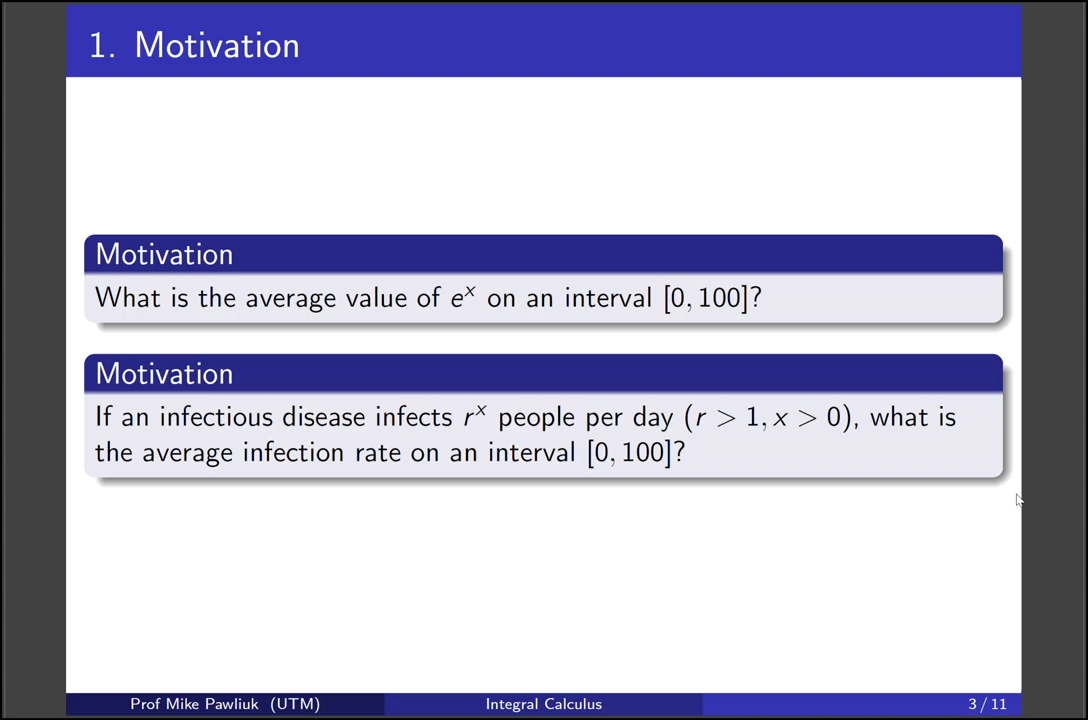 1. Motivation
Motivation
What is the average value of e^x on an interval [0, 100]?
Motivation
If an infectious disease infects r^x people per day (r > 1, x > 0), what is
the average infection rate on an interval [0, 100]?
Prof Mike Pawliuk (UTM)
Integral Calculus
3 / 11